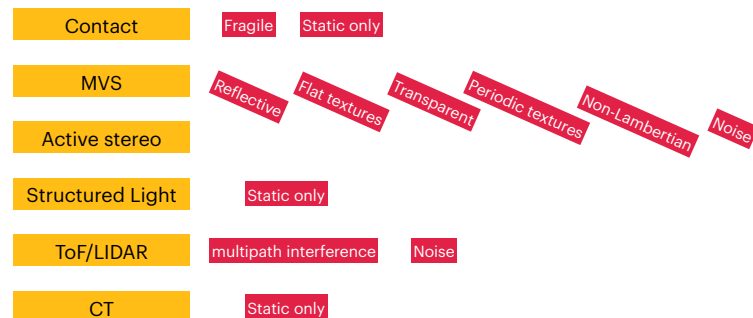 Contact
Fragile
Static only
MVS
Reflective
Flat textures
Transparent
Periodic textures
Non-Lambertian
Noise
Active stereo
Structured Light
Static only
ToF/LIDAR
multipath interference
Noise
CT
Static only